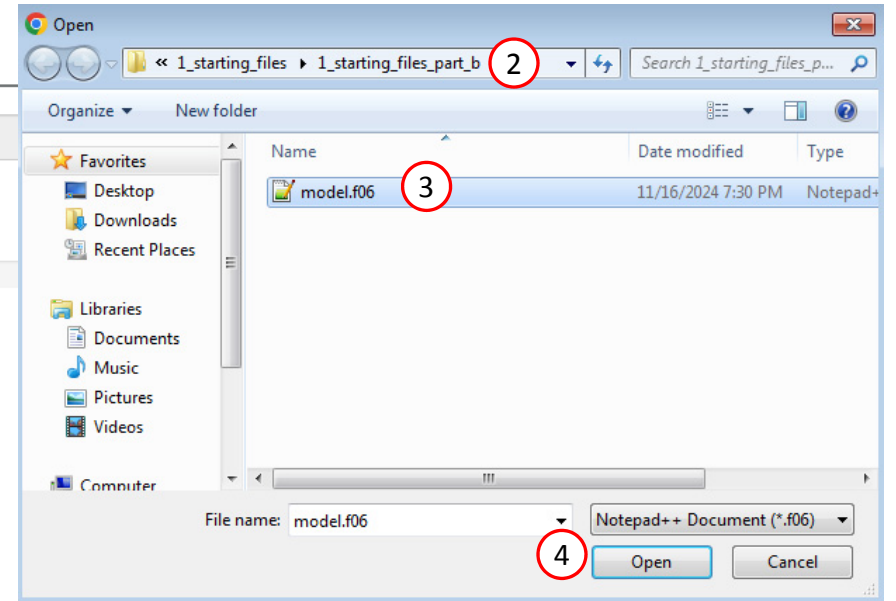 Open
« 1_starting_files ▸ 1_starting_files_part_b 2 Search 1_starting_files_p...
Organize New folder
Name Date modified Type
Favorites
model.f06 3 11/16/2024 7:30 PM Notepad+
Desktop
Downloads
Recent Places
Libraries
Documents
Music
Pictures
Videos
Computer
File name: model.f06 Notepad++ Document (*.f06)
4 Open Cancel